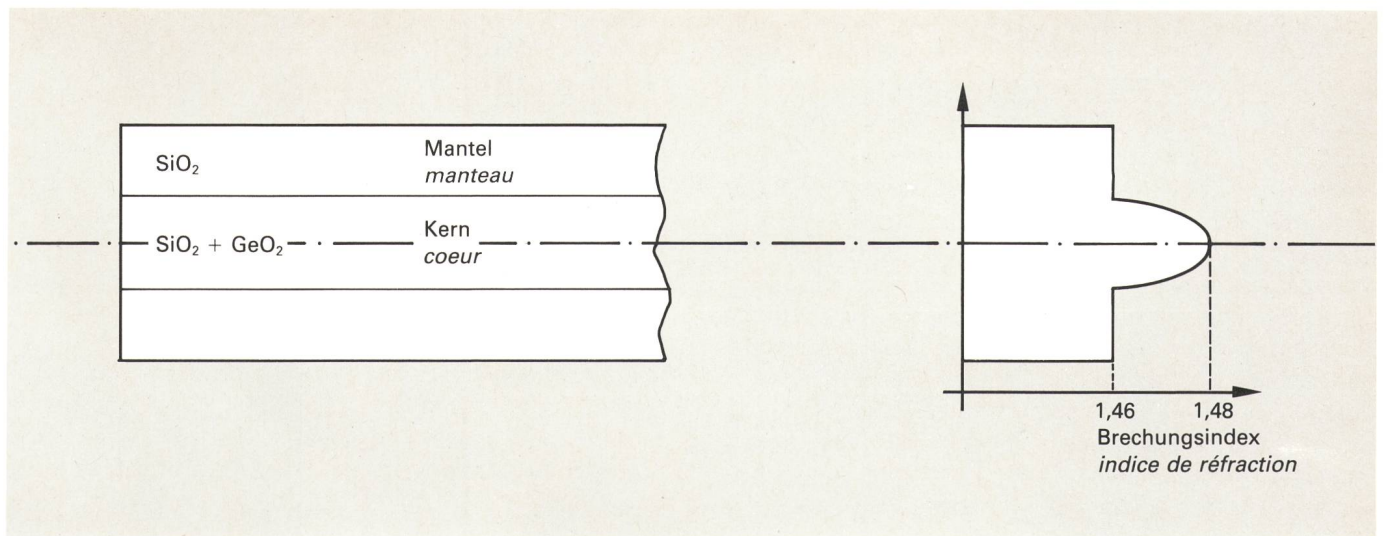 SiO₂
Mantel
manteau
SiO₂ + GeO₂
Kern
coeur
1,46
1,48
Brechungsindex
indice de réfraction